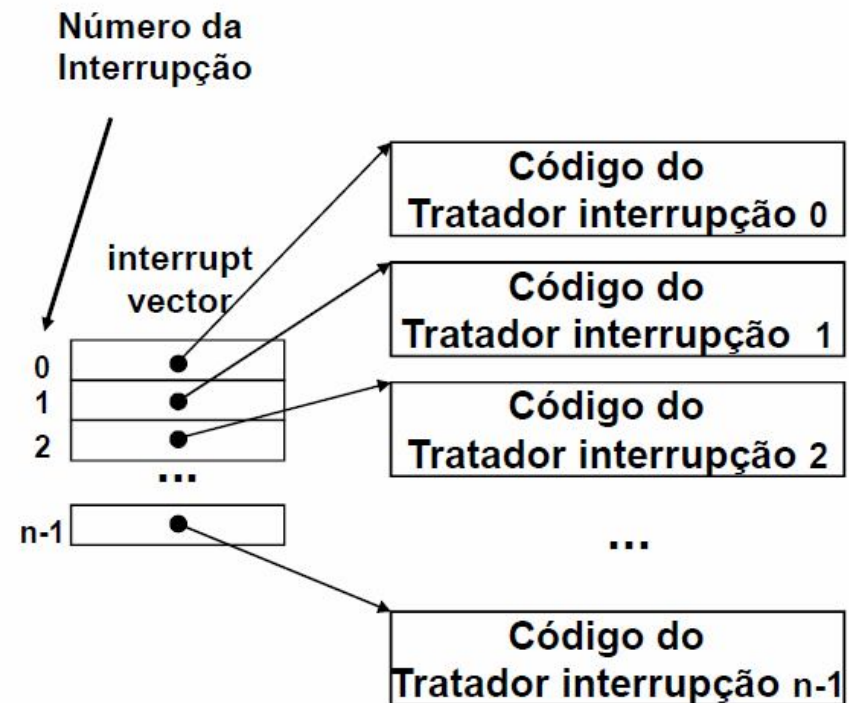 Número da
Interrupção
interrupt
vector
0
1
2
...
n-1
Código do
Tratador interrupção 0
Código do
Tratador interrupção 1
Código do
Tratador interrupção 2
...
Código do
Tratador interrupção n-1